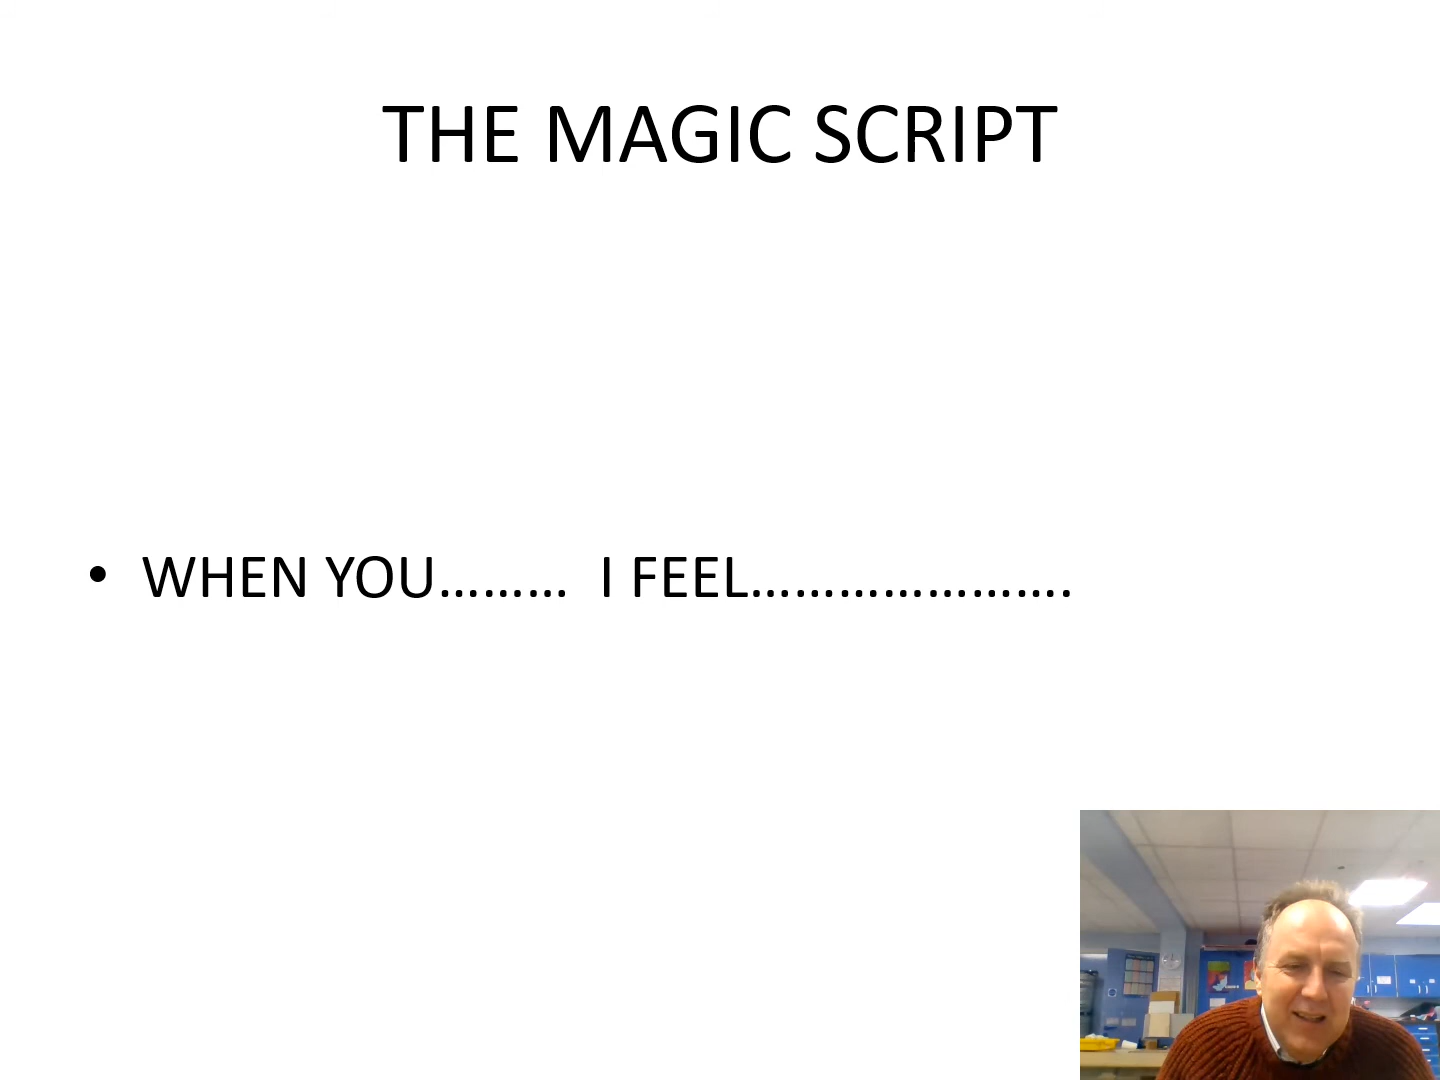 THE MAGIC SCRIPT
• WHEN YOU……… I FEEL………………….